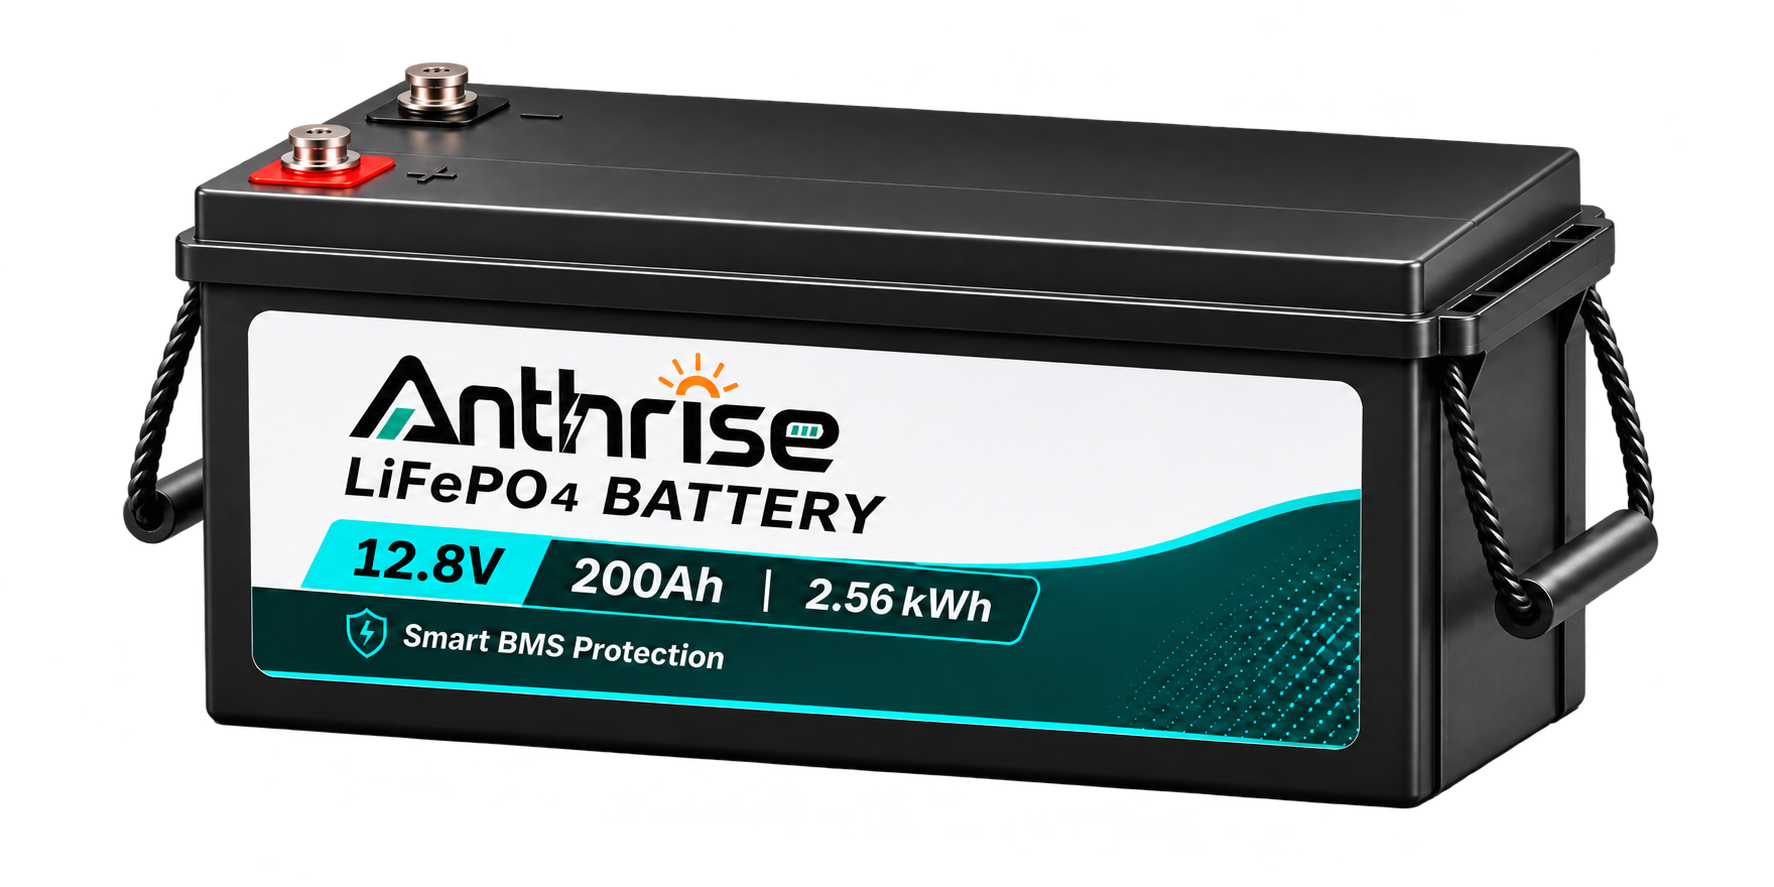 − 
+
Anthrise
LiFePO4 BATTERY
12.8V 200Ah | 2.56 kWh
Smart BMS Protection